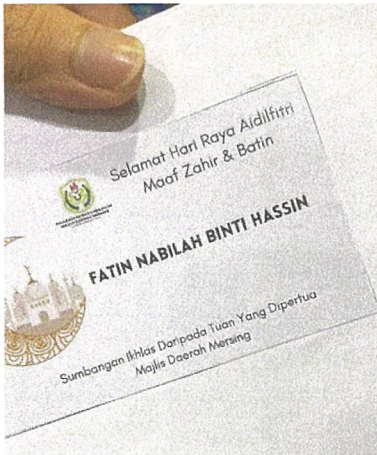 Selamat Hari Raya Aidilfitri
Maaf Zahir & Batin
FATIN NABILAH BINTI HASSIN
Sumbangan Ikhlas Daripada Tuan Yang Dipertua
Majlis Daerah Mersing